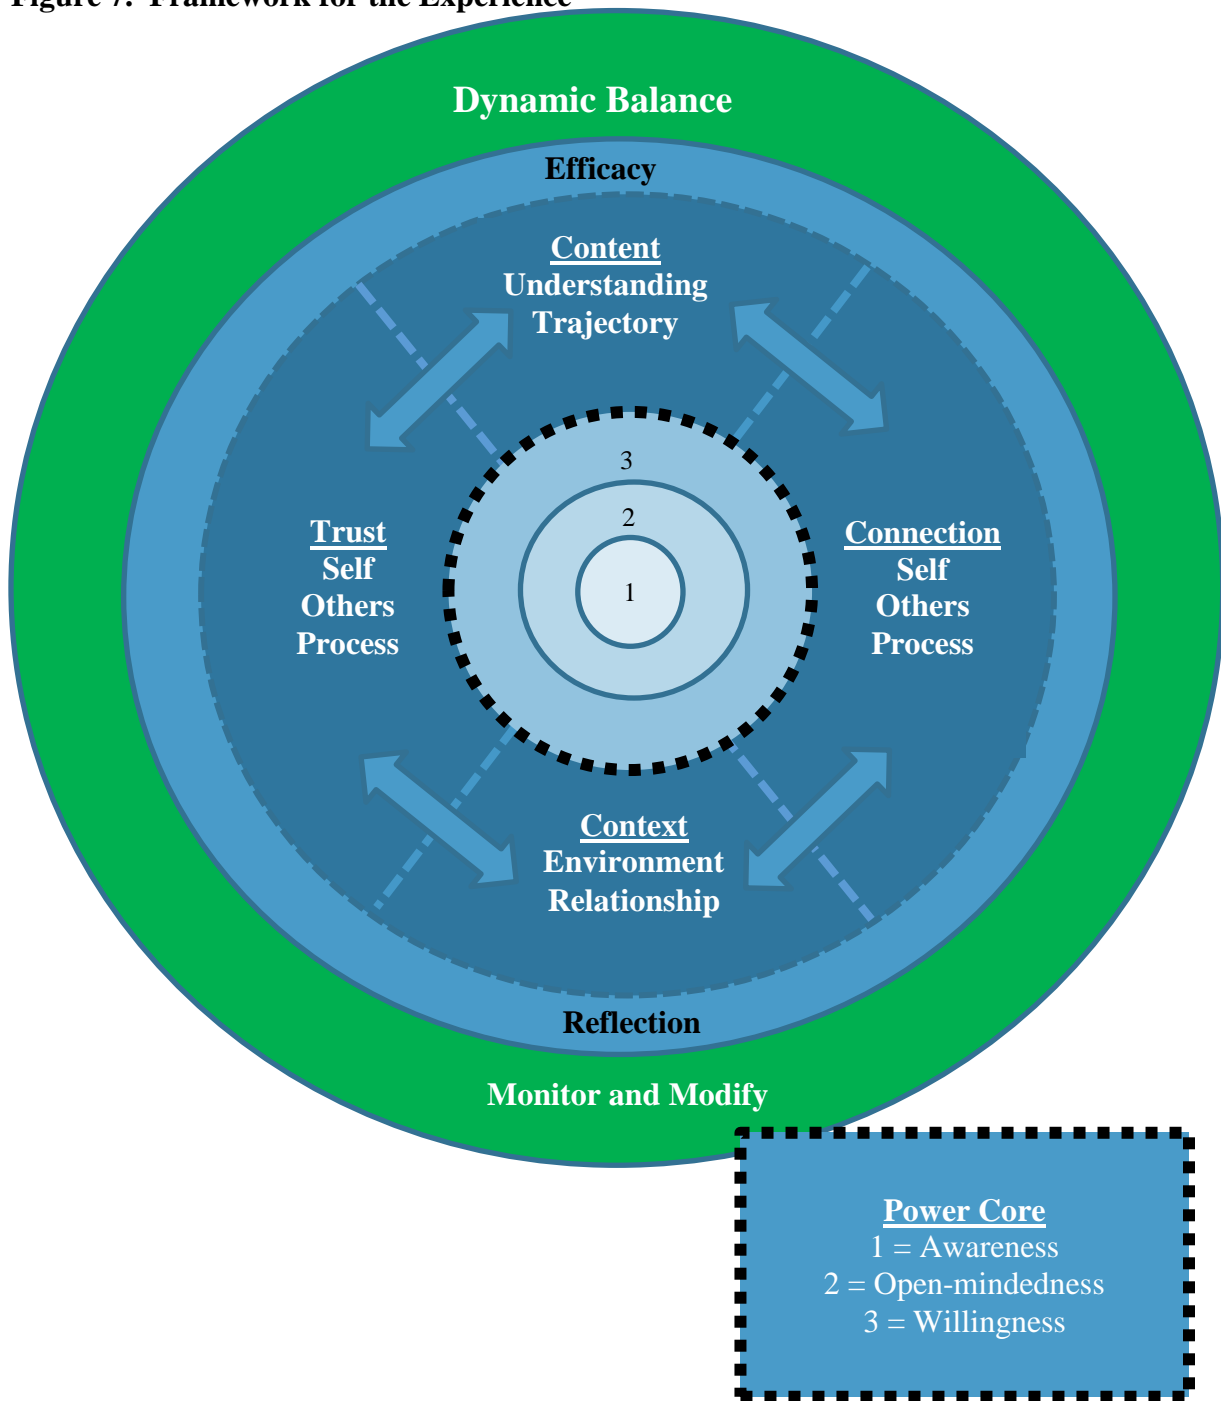 Figure 7.  Framework for the Experience
Dynamic Balance
Efficacy
Content
Understanding
Trajectory
3
2
1
Trust
Self
Others
Process
Connection
Self
Others
Process
Context
Environment
Relationship
Reflection
Monitor and Modify
Power Core
1 = Awareness
2 = Open-mindedness
3 = Willingness